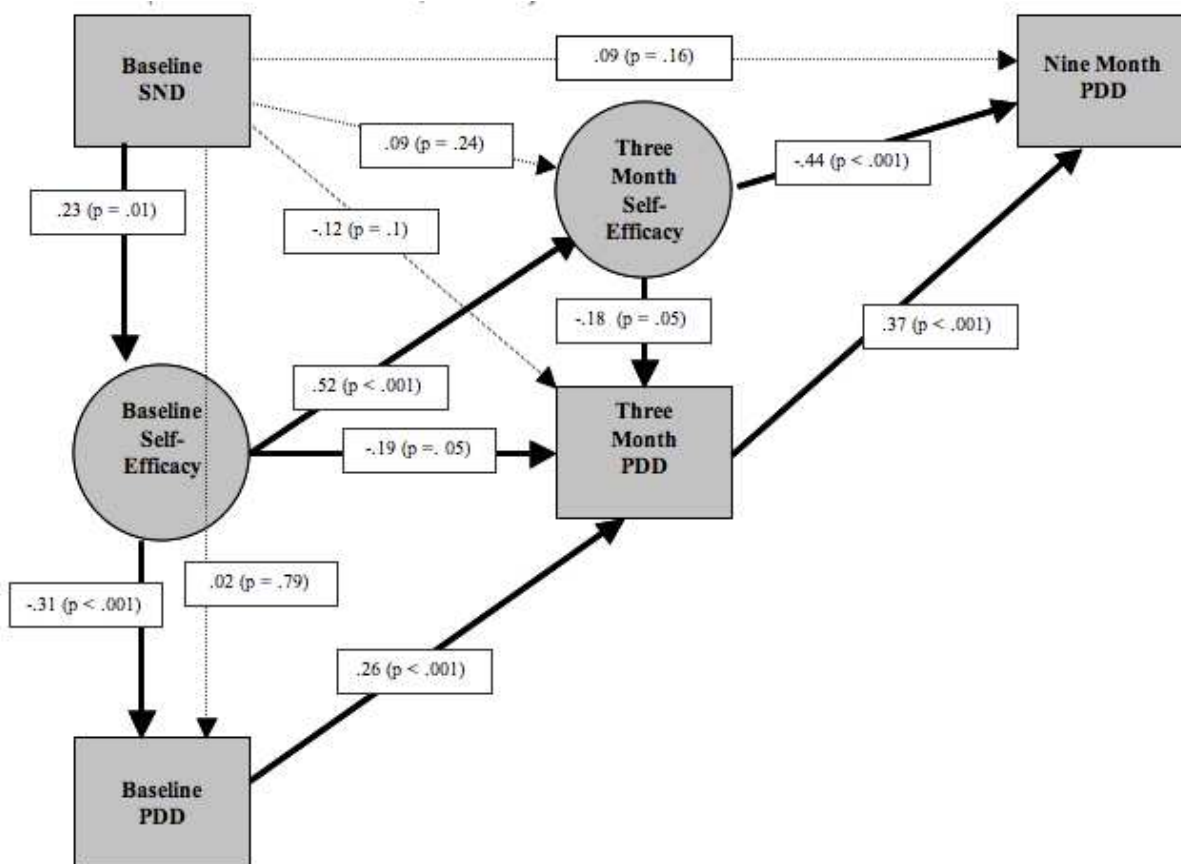 Baseline
SND
.09 (p = .16)
Nine Month
PDD
.09 (p = .24)
Three
Month
Self-
Efficacy
-.44 (p < .001)
.23 (p = .01)
-.12 (p = .1)
-.18 (p = .05)
.37 (p < .001)
.52 (p < .001)
Baseline
Self-
Efficacy
-.19 (p =. 05)
Three
Month
PDD
-.31 (p < .001)
.02 (p = .79)
.26 (p < .001)
Baseline
PDD